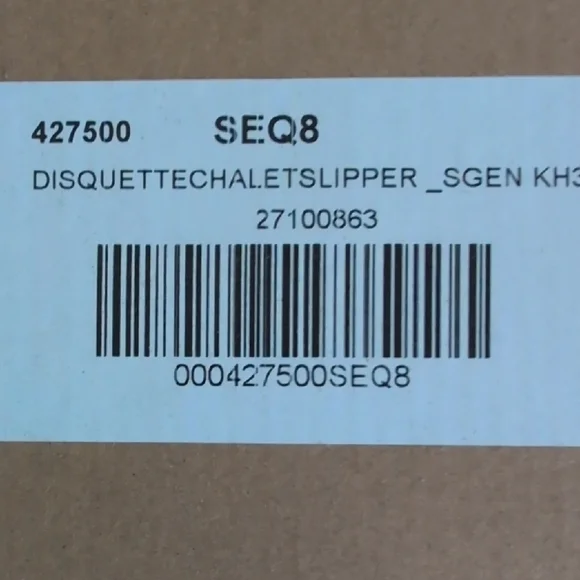 427500 SEQ8
DISQUETTECHALETSLIPPER _SGEN KH3
27100863
000427500SEQ8